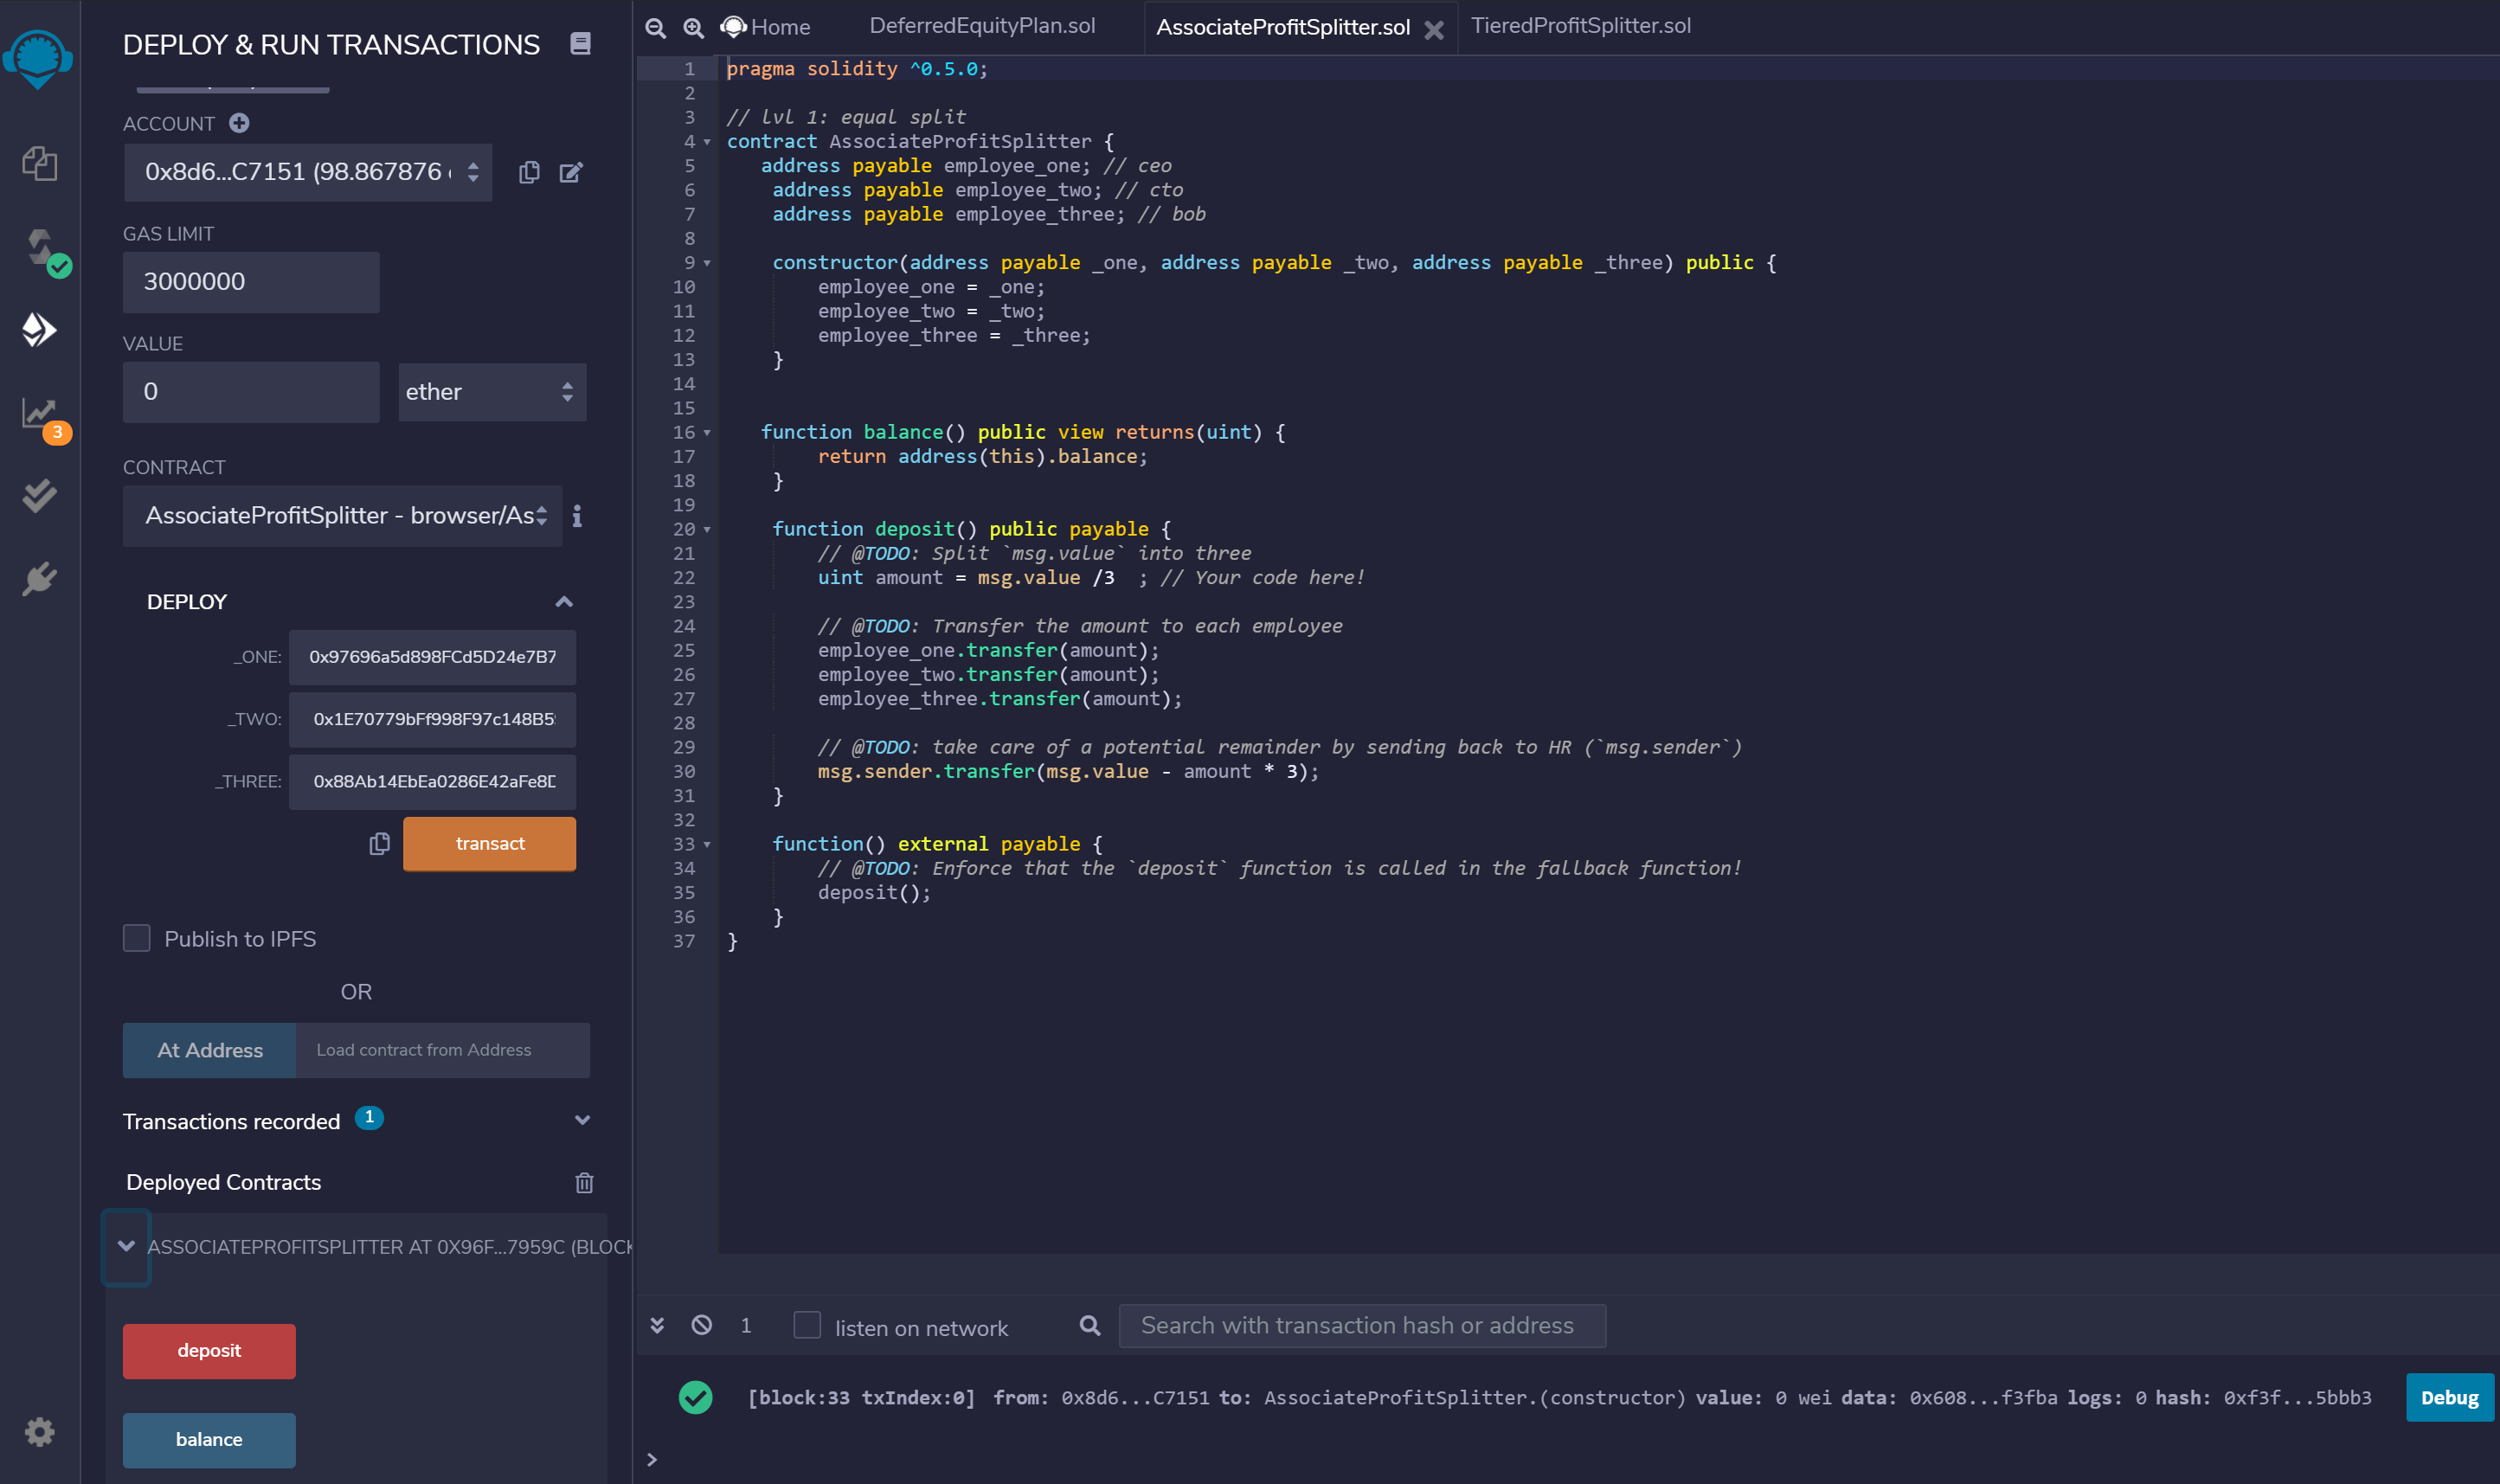 DEPLOY & RUN TRANSACTIONS
ACCOUNT
0x8d6...C7151 (98.867876
GAS LIMIT
3000000
VALUE
0
ether
CONTRACT
AssociateProfitSplitter - browser/As
DEPLOY
_ONE: 0x97696a5d898FCd5D24e7B7
_TWO: 0x1E70779bFf998F97c148B5
_THREE: 0x88Ab14EbEa0286E42aFe8D
transact
Publish to IPFS
OR
At Address Load contract from Address
Transactions recorded 1
Deployed Contracts
ASSOCIATEPROFITSPLITTER AT 0X96F...7959C (BLOCK
deposit
balance
3
Home DeferredEquityPlan.sol AssociateProfitSplitter.sol TieredProfitSplitter.sol
1 pragma solidity ^0.5.0;
2
3 // lvl 1: equal split
4 contract AssociateProfitSplitter {
5 address payable employee_one; // ceo
6 address payable employee_two; // cto
7 address payable employee_three; // bob
8
9 constructor(address payable _one, address payable _two, address payable _three) public {
10 employee_one = _one;
11 employee_two = _two;
12 employee_three = _three;
13 }
14
15
16 function balance() public view returns(uint) {
17 return address(this).balance;
18 }
19
20 function deposit() public payable {
21 // @TODO: Split `msg.value` into three
22 uint amount = msg.value /3  ; // Your code here!
23
24 // @TODO: Transfer the amount to each employee
25 employee_one.transfer(amount);
26 employee_two.transfer(amount);
27 employee_three.transfer(amount);
28
29 // @TODO: take care of a potential remainder by sending back to HR (`msg.sender`)
30 msg.sender.transfer(msg.value - amount * 3);
31 }
32
33 function() external payable {
34 // @TODO: Enforce that the `deposit` function is called in the fallback function!
35 deposit();
36 }
37 }
1 listen on network Search with transaction hash or address
[block:33 txIndex:0] from: 0x8d6...C7151 to: AssociateProfitSplitter.(constructor) value: 0 wei data: 0x608...f3fba logs: 0 hash: 0xf3f...5bbb3 Debug
>